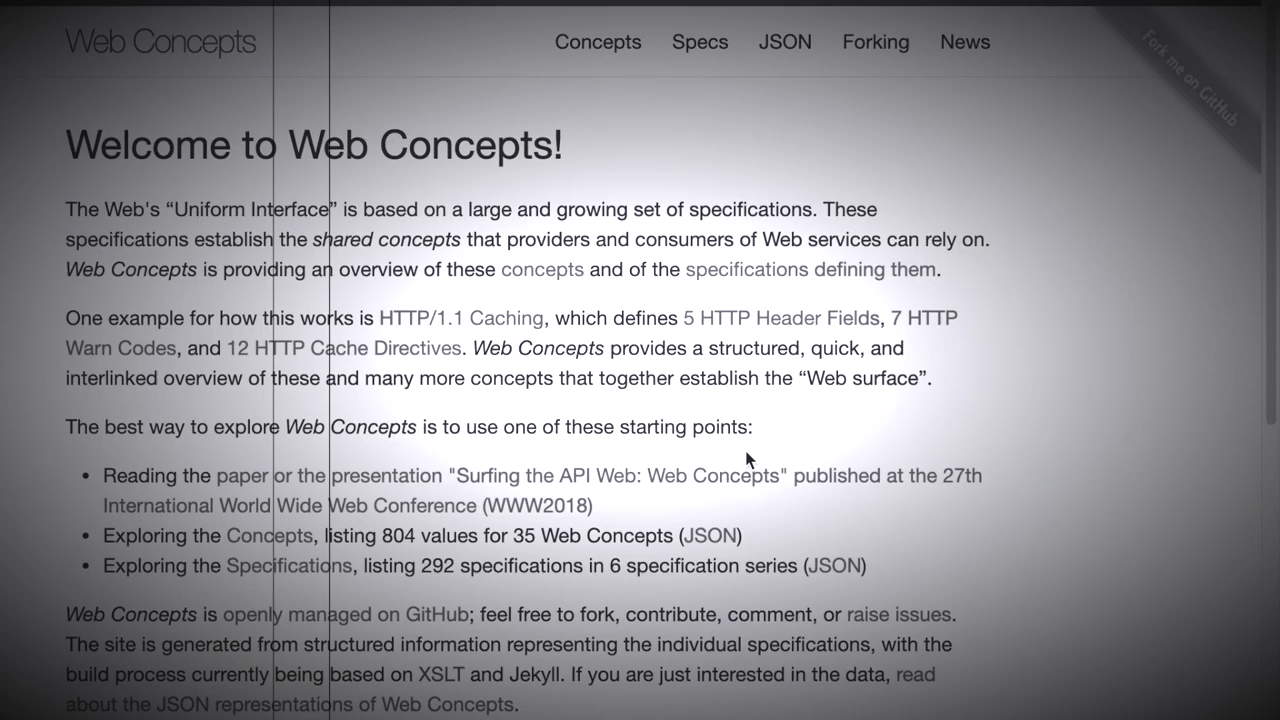 Web Concepts
Concepts Specs JSON Forking News
Fork me on GitHub
Welcome to Web Concepts!
The Web's “Uniform Interface” is based on a large and growing set of specifications. These
specifications establish the shared concepts that providers and consumers of Web services can rely on.
Web Concepts is providing an overview of these concepts and of the specifications defining them.
One example for how this works is HTTP/1.1 Caching, which defines 5 HTTP Header Fields, 7 HTTP
Warn Codes, and 12 HTTP Cache Directives. Web Concepts provides a structured, quick, and
interlinked overview of these and many more concepts that together establish the “Web surface”.
The best way to explore Web Concepts is to use one of these starting points:
• Reading the paper or the presentation "Surfing the API Web: Web Concepts" published at the 27th
International World Wide Web Conference (WWW2018)
• Exploring the Concepts, listing 804 values for 35 Web Concepts (JSON)
• Exploring the Specifications, listing 292 specifications in 6 specification series (JSON)
Web Concepts is openly managed on GitHub; feel free to fork, contribute, comment, or raise issues.
The site is generated from structured information representing the individual specifications, with the
build process currently being based on XSLT and Jekyll. If you are just interested in the data, read
about the JSON representations of Web Concepts.